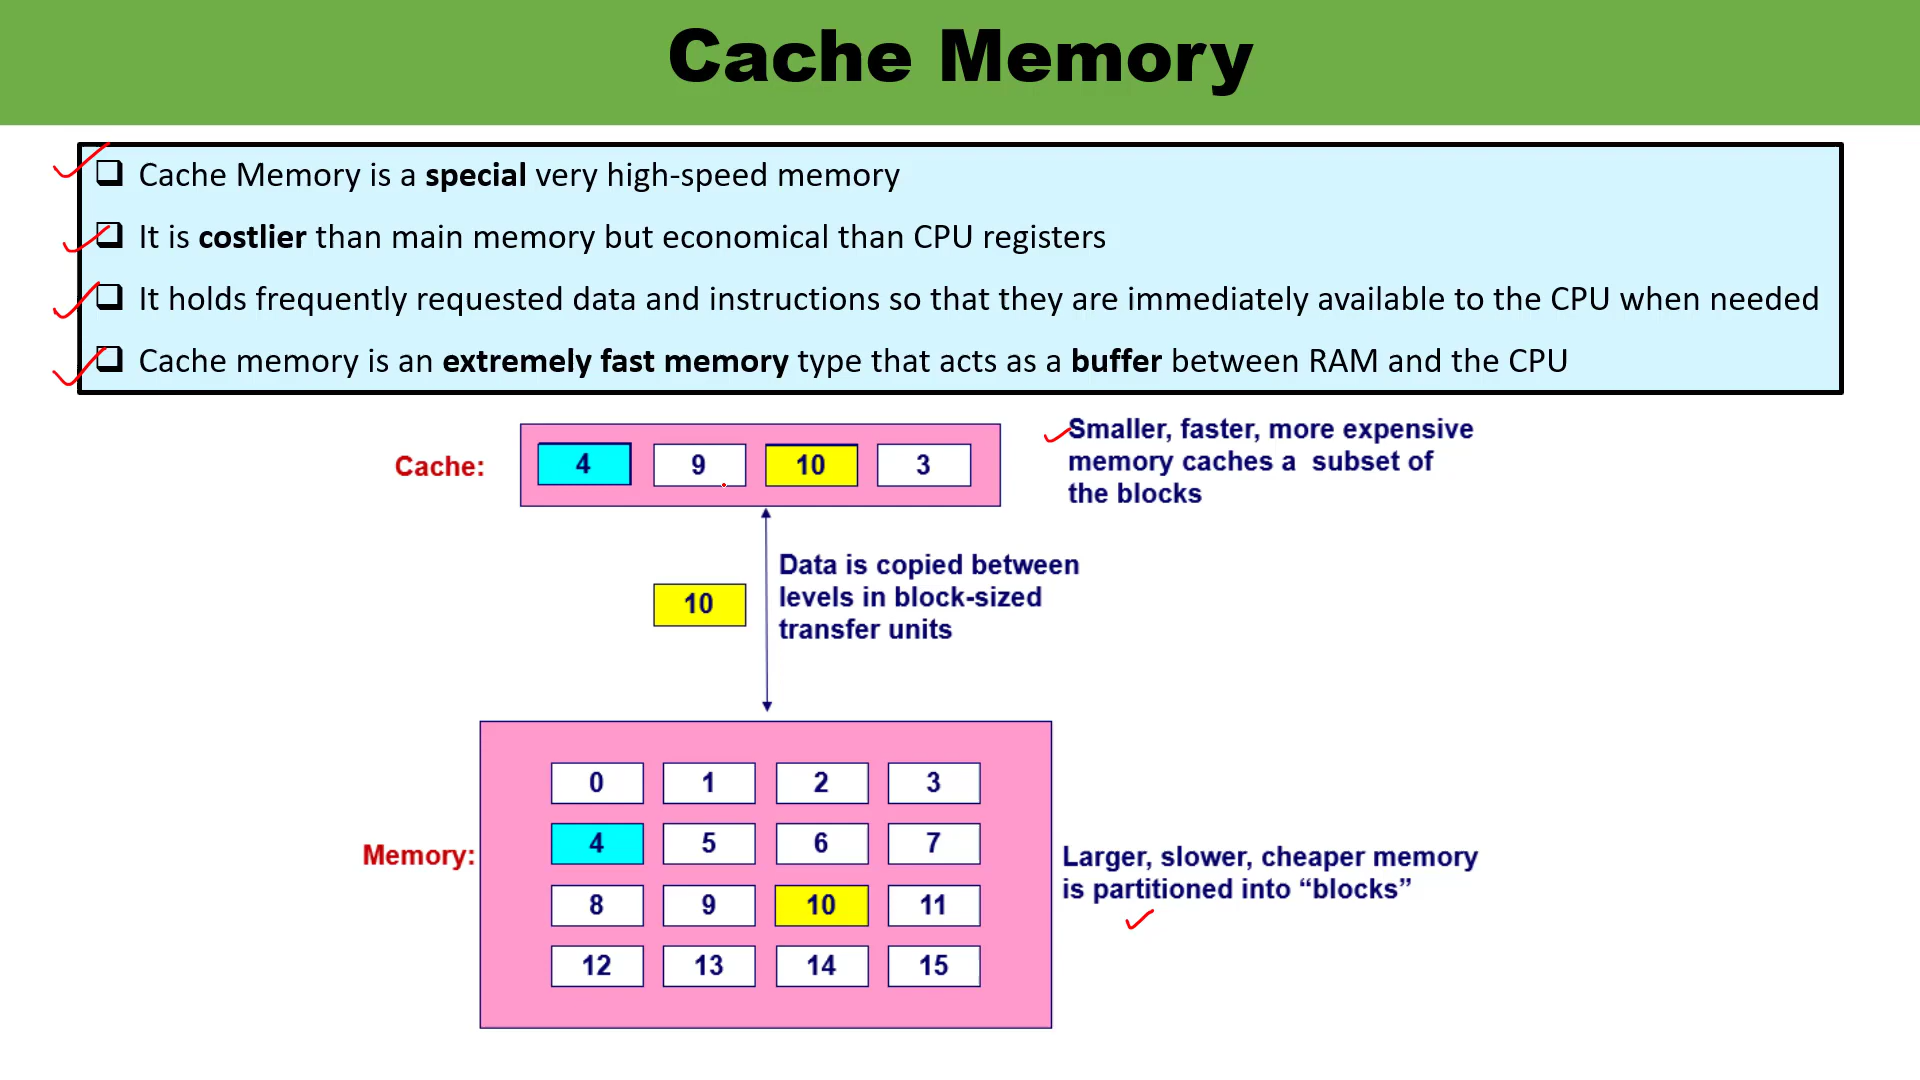 Cache Memory
Cache Memory is a special very high-speed memory
It is costlier than main memory but economical than CPU registers
It holds frequently requested data and instructions so that they are immediately available to the CPU when needed
Cache memory is an extremely fast memory type that acts as a buffer between RAM and the CPU
Cache:
4 9 10 3
Smaller, faster, more expensive
memory caches a subset of
the blocks
10
Data is copied between
levels in block-sized
transfer units
Memory:
0 1 2 3
4 5 6 7
8 9 10 11
12 13 14 15
Larger, slower, cheaper memory
is partitioned into “blocks”